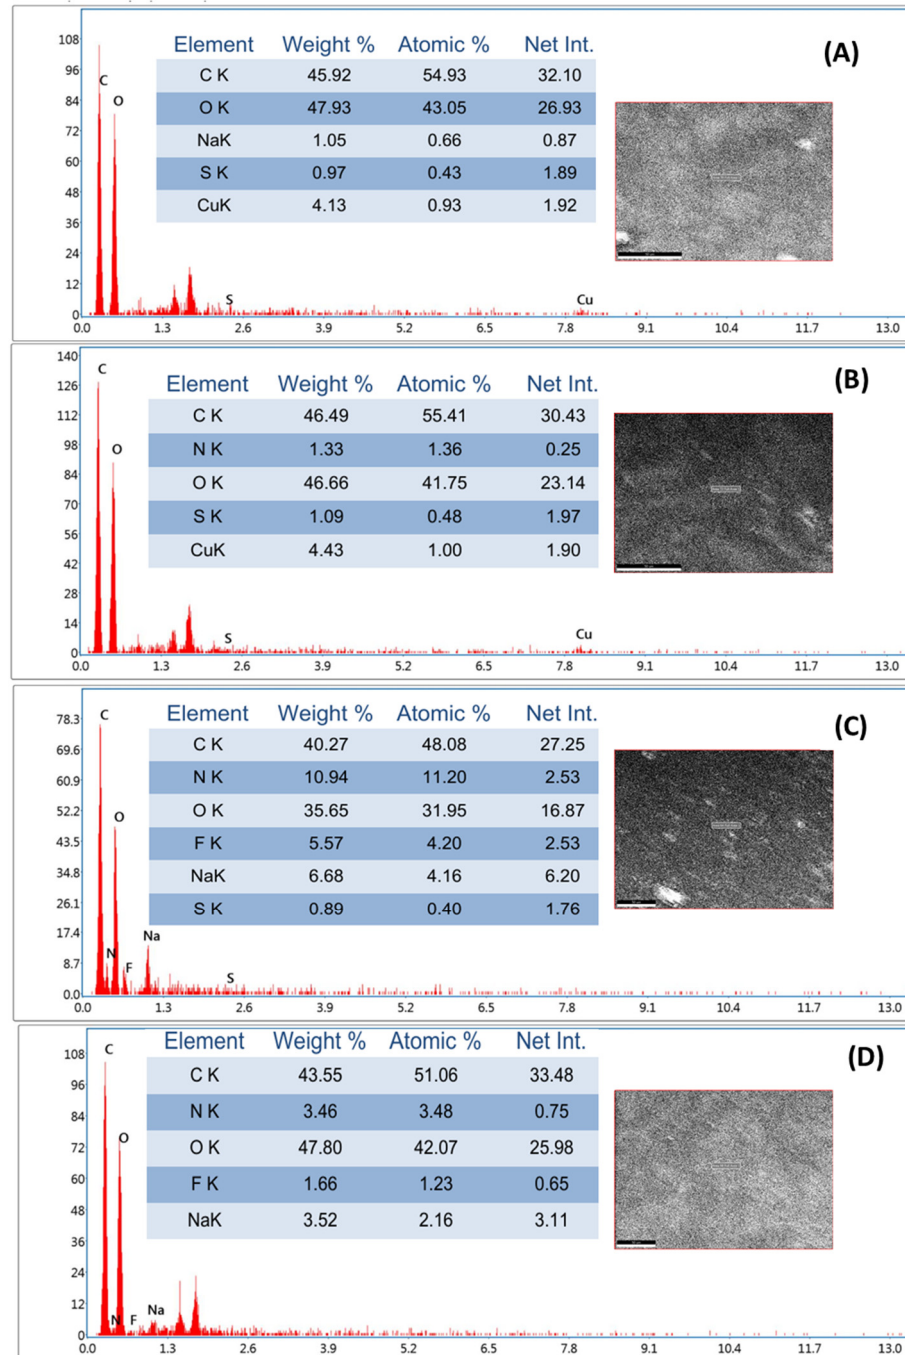 (A)
Element Weight % Atomic % Net Int.
C K 45.92 54.93 32.10
O K 47.93 43.05 26.93
NaK 1.05 0.66 0.87
S K 0.97 0.43 1.89
CuK 4.13 0.93 1.92
108
96
84
72
60
48
36
24
12
0
C
O
S
Cu
0.0 1.3 2.6 3.9 5.2 6.5 7.8 9.1 10.4 11.7 13.0
(B)
Element Weight % Atomic % Net Int.
C K 46.49 55.41 30.43
N K 1.33 1.36 0.25
O K 46.66 41.75 23.14
S K 1.09 0.48 1.97
CuK 4.43 1.00 1.90
140
126
112
98
84
70
56
42
28
14
0
C
O
S
Cu
0.0 1.3 2.6 3.9 5.2 6.5 7.8 9.1 10.4 11.7 13.0
(C)
Element Weight % Atomic % Net Int.
C K 40.27 48.08 27.25
N K 10.94 11.20 2.53
O K 35.65 31.95 16.87
F K 5.57 4.20 2.53
NaK 6.68 4.16 6.20
S K 0.89 0.40 1.76
78.3
69.6
60.9
52.2
43.5
34.8
26.1
17.4
8.7
0.0
C
O
N
F
Na
S
0.0 1.3 2.6 3.9 5.2 6.5 7.8 9.1 10.4 11.7 13.0
(D)
Element Weight % Atomic % Net Int.
C K 43.55 51.06 33.48
N K 3.46 3.48 0.75
O K 47.80 42.07 25.98
F K 1.66 1.23 0.65
NaK 3.52 2.16 3.11
108
96
84
72
60
48
36
24
12
0
C
O
N
F
Na
0.0 1.3 2.6 3.9 5.2 6.5 7.8 9.1 10.4 11.7 13.0